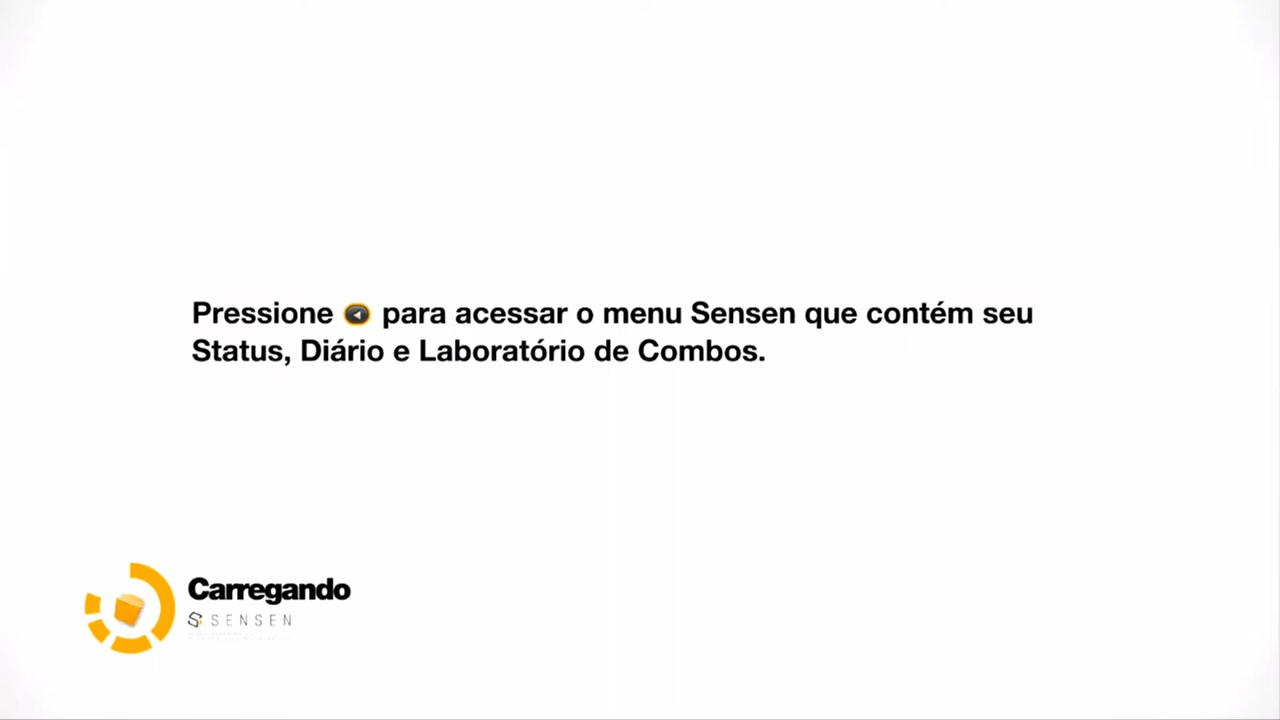 Pressione para acessar o menu Sensen que contém seu
Status, Diário e Laboratório de Combos.
Carregando
SENSEN